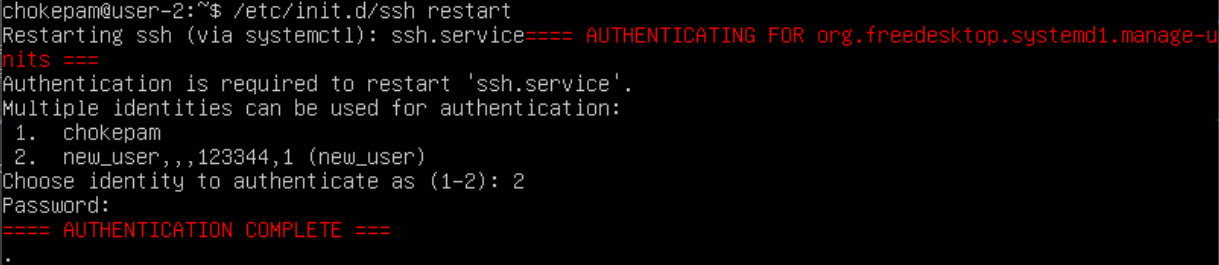 chokepam@user-2:~$ /etc/init.d/ssh restart
Restarting ssh (via systemctl): ssh.service==== AUTHENTICATING FOR org.freedesktop.systemd1.manage-u
nits ===
Authentication is required to restart 'ssh.service'.
Multiple identities can be used for authentication:
 1.  chokepam
 2.  new_user,,,123344,1 (new_user)
Choose identity to authenticate as (1-2): 2
Password:
==== AUTHENTICATION COMPLETE ===
.